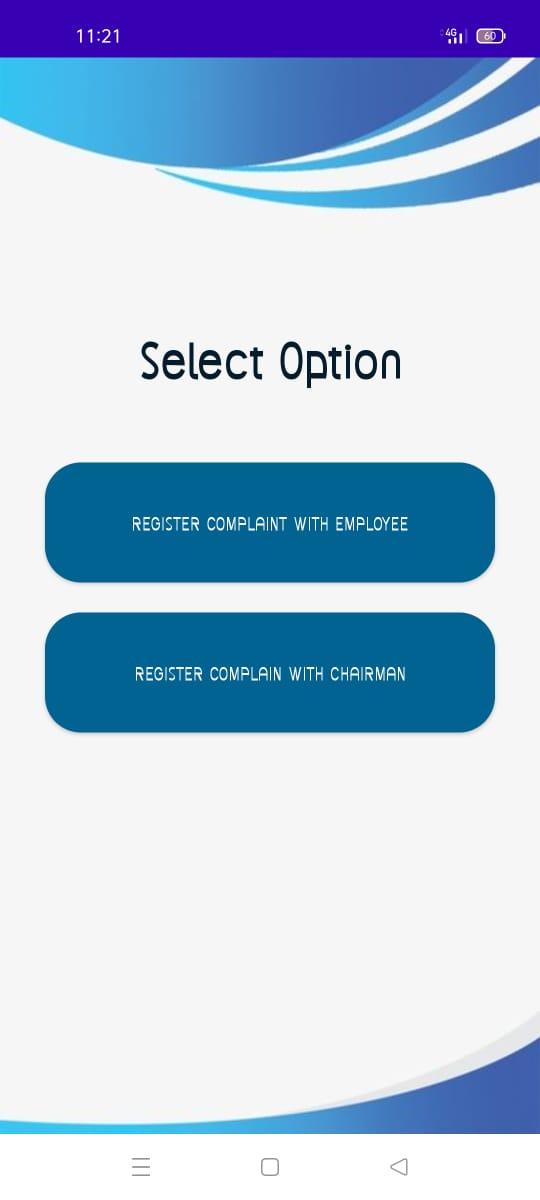 11:21
4G
60
Select Option
REGISTER COMPLAINT WITH EMPLOYEE
REGISTER COMPLAIN WITH CHAIRMAN